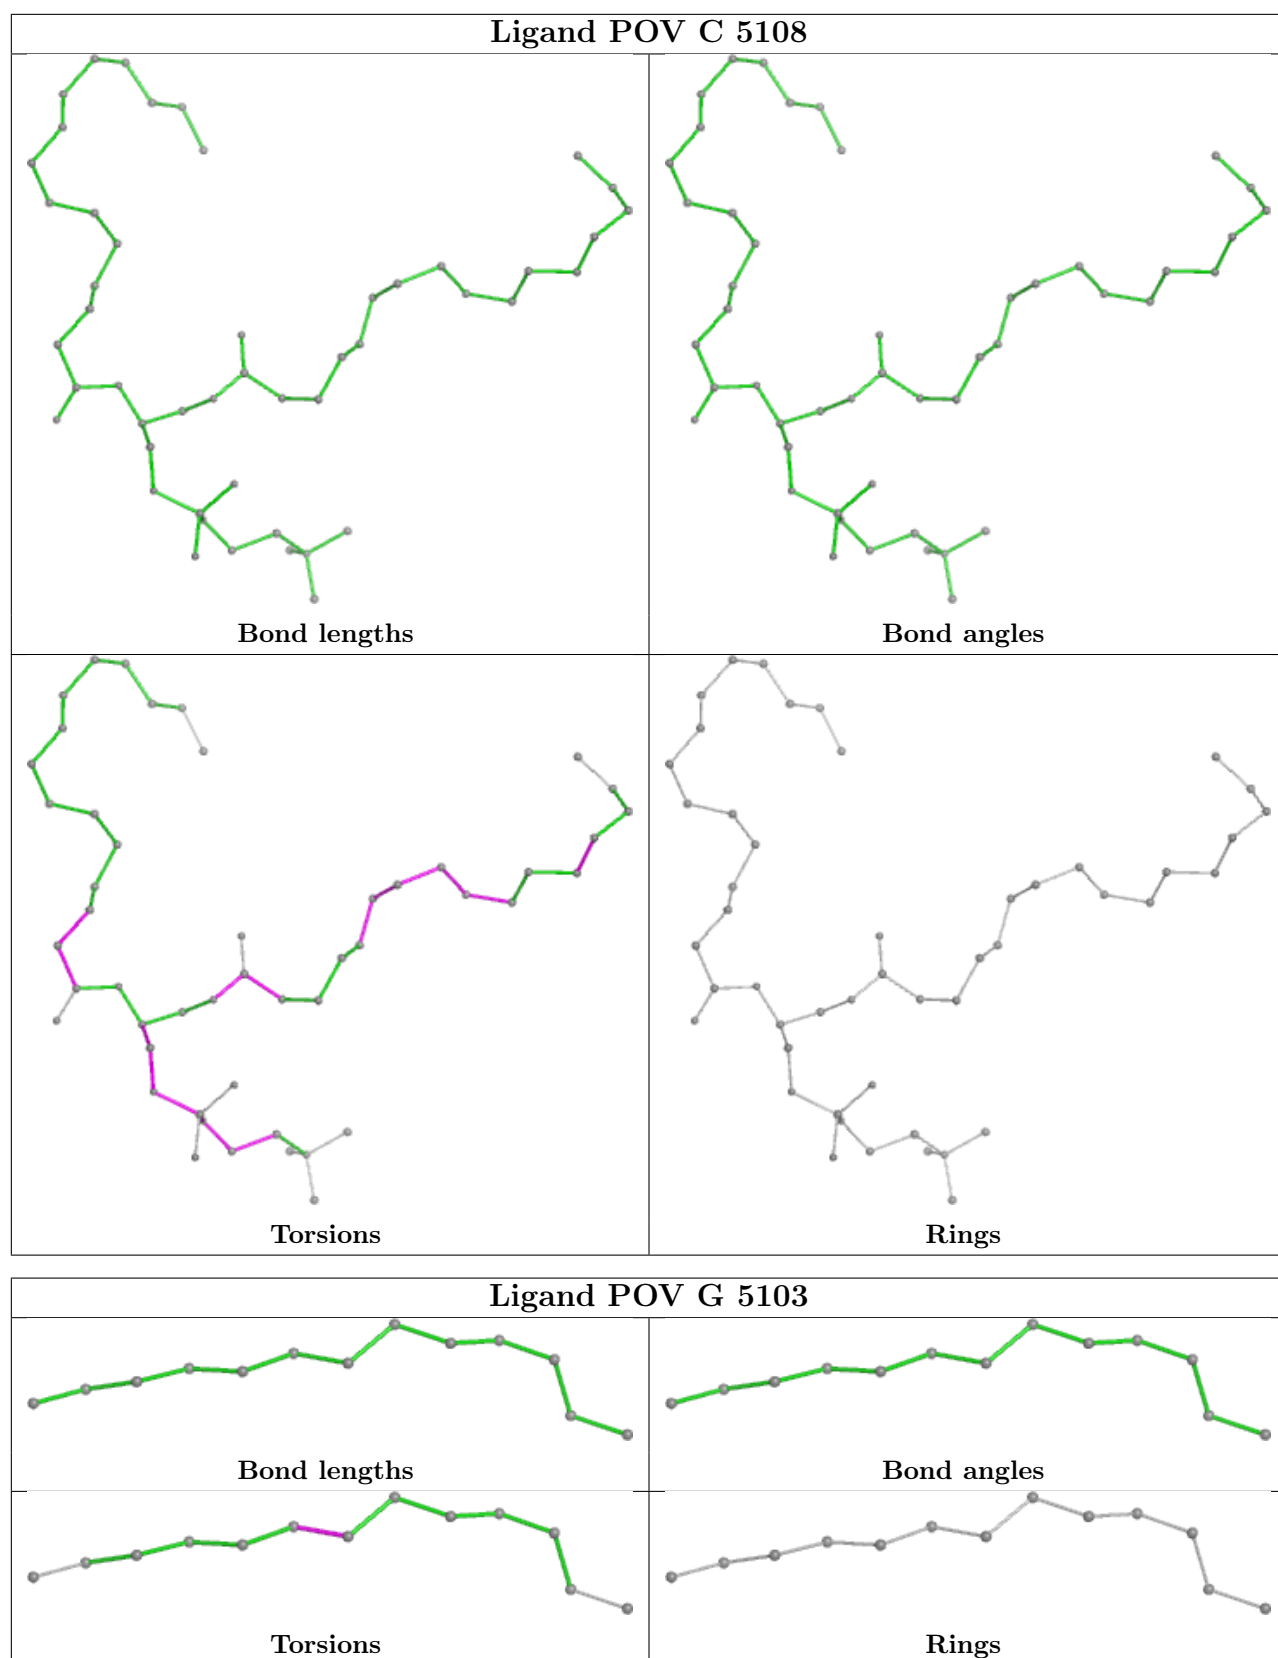 Ligand POV C 5108
Bond lengths
Bond angles
Torsions
Rings
Ligand POV G 5103
Bond lengths
Bond angles
Torsions
Rings